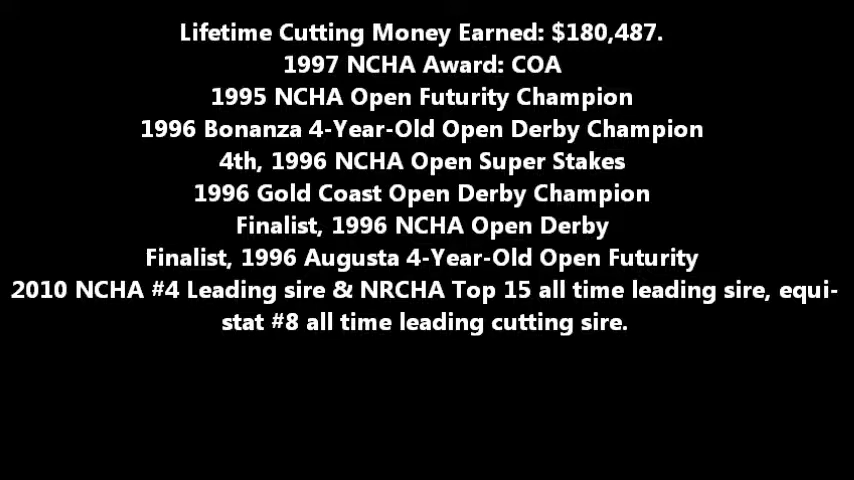 Lifetime Cutting Money Earned: $180,487.
1997 NCHA Award: COA
1995 NCHA Open Futurity Champion
1996 Bonanza 4-Year-Old Open Derby Champion
4th, 1996 NCHA Open Super Stakes
1996 Gold Coast Open Derby Champion
Finalist, 1996 NCHA Open Derby
Finalist, 1996 Augusta 4-Year-Old Open Futurity
2010 NCHA #4 Leading sire & NRCHA Top 15 all time leading sire, equi-
stat #8 all time leading cutting sire.